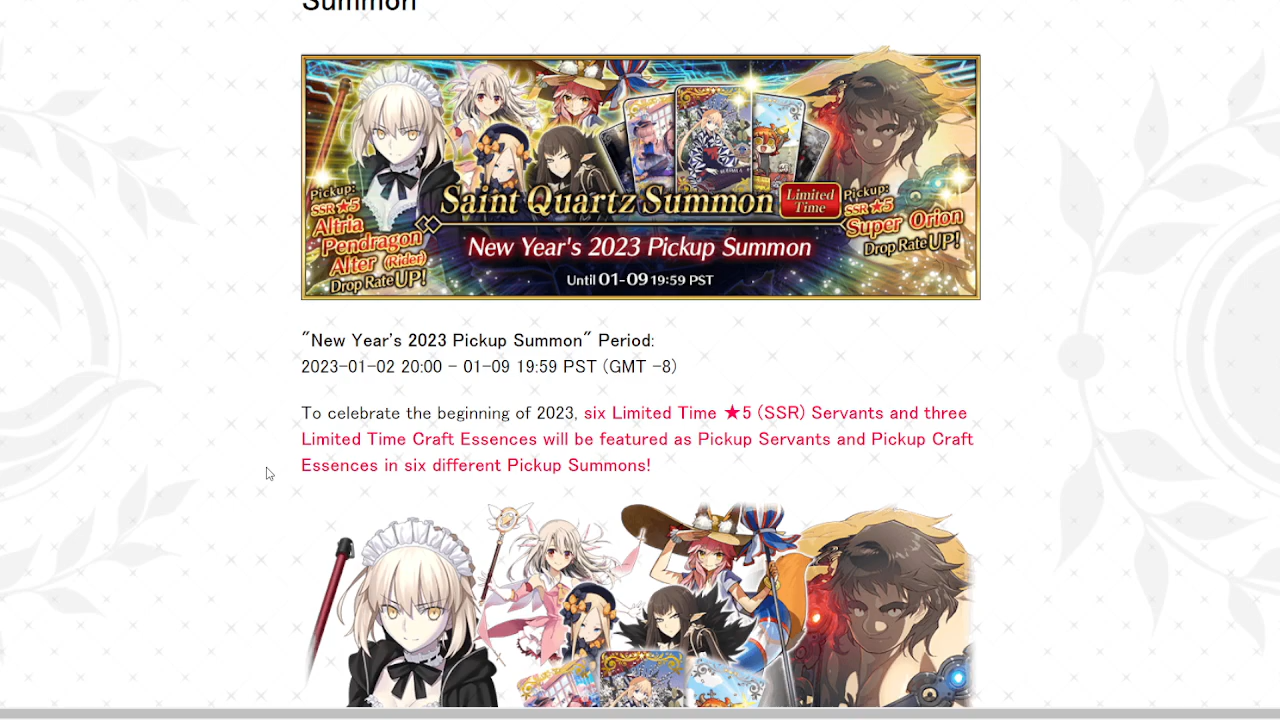 Summon
Pickup:
SSR ★5
Altria
Pendragon
Alter (Rider)
Drop Rate UP!
Saint Quartz Summon
Limited
Time
New Year's 2023 Pickup Summon
Until 01-09 19:59 PST
Pickup:
SSR ★5
Super Orion
Drop Rate UP!
"New Year's 2023 Pickup Summon" Period:
2023-01-02 20:00 - 01-09 19:59 PST (GMT -8)
To celebrate the beginning of 2023, six Limited Time ★5 (SSR) Servants and three
Limited Time Craft Essences will be featured as Pickup Servants and Pickup Craft
Essences in six different Pickup Summons!